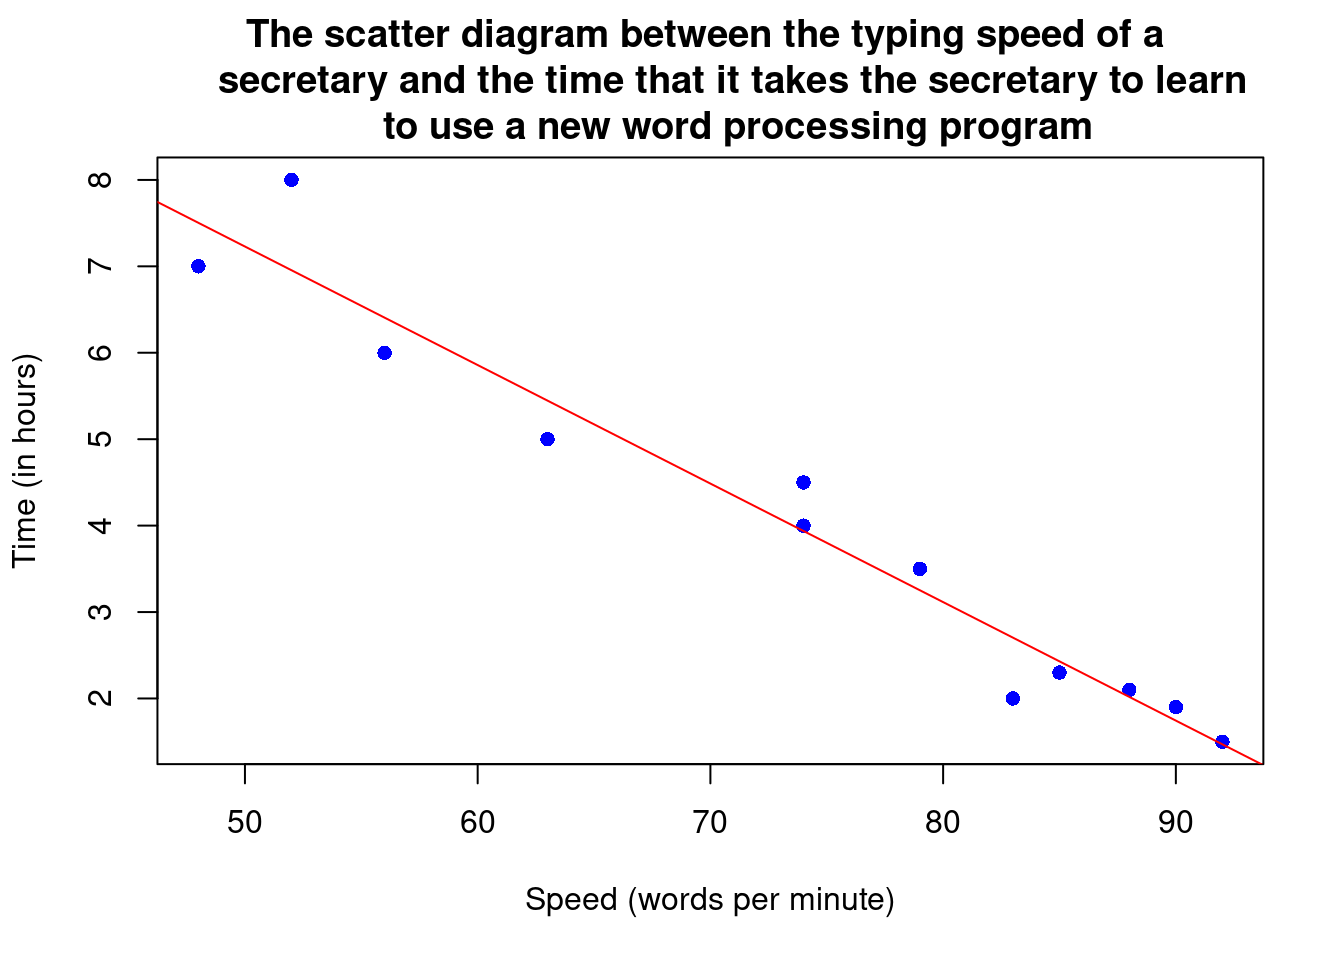 The scatter diagram between the typing speed of a
secretary and the time that it takes the secretary to learn
to use a new word processing program
8
7
6
5
4
3
2
Time (in hours)
50 60 70 80 90
Speed (words per minute)